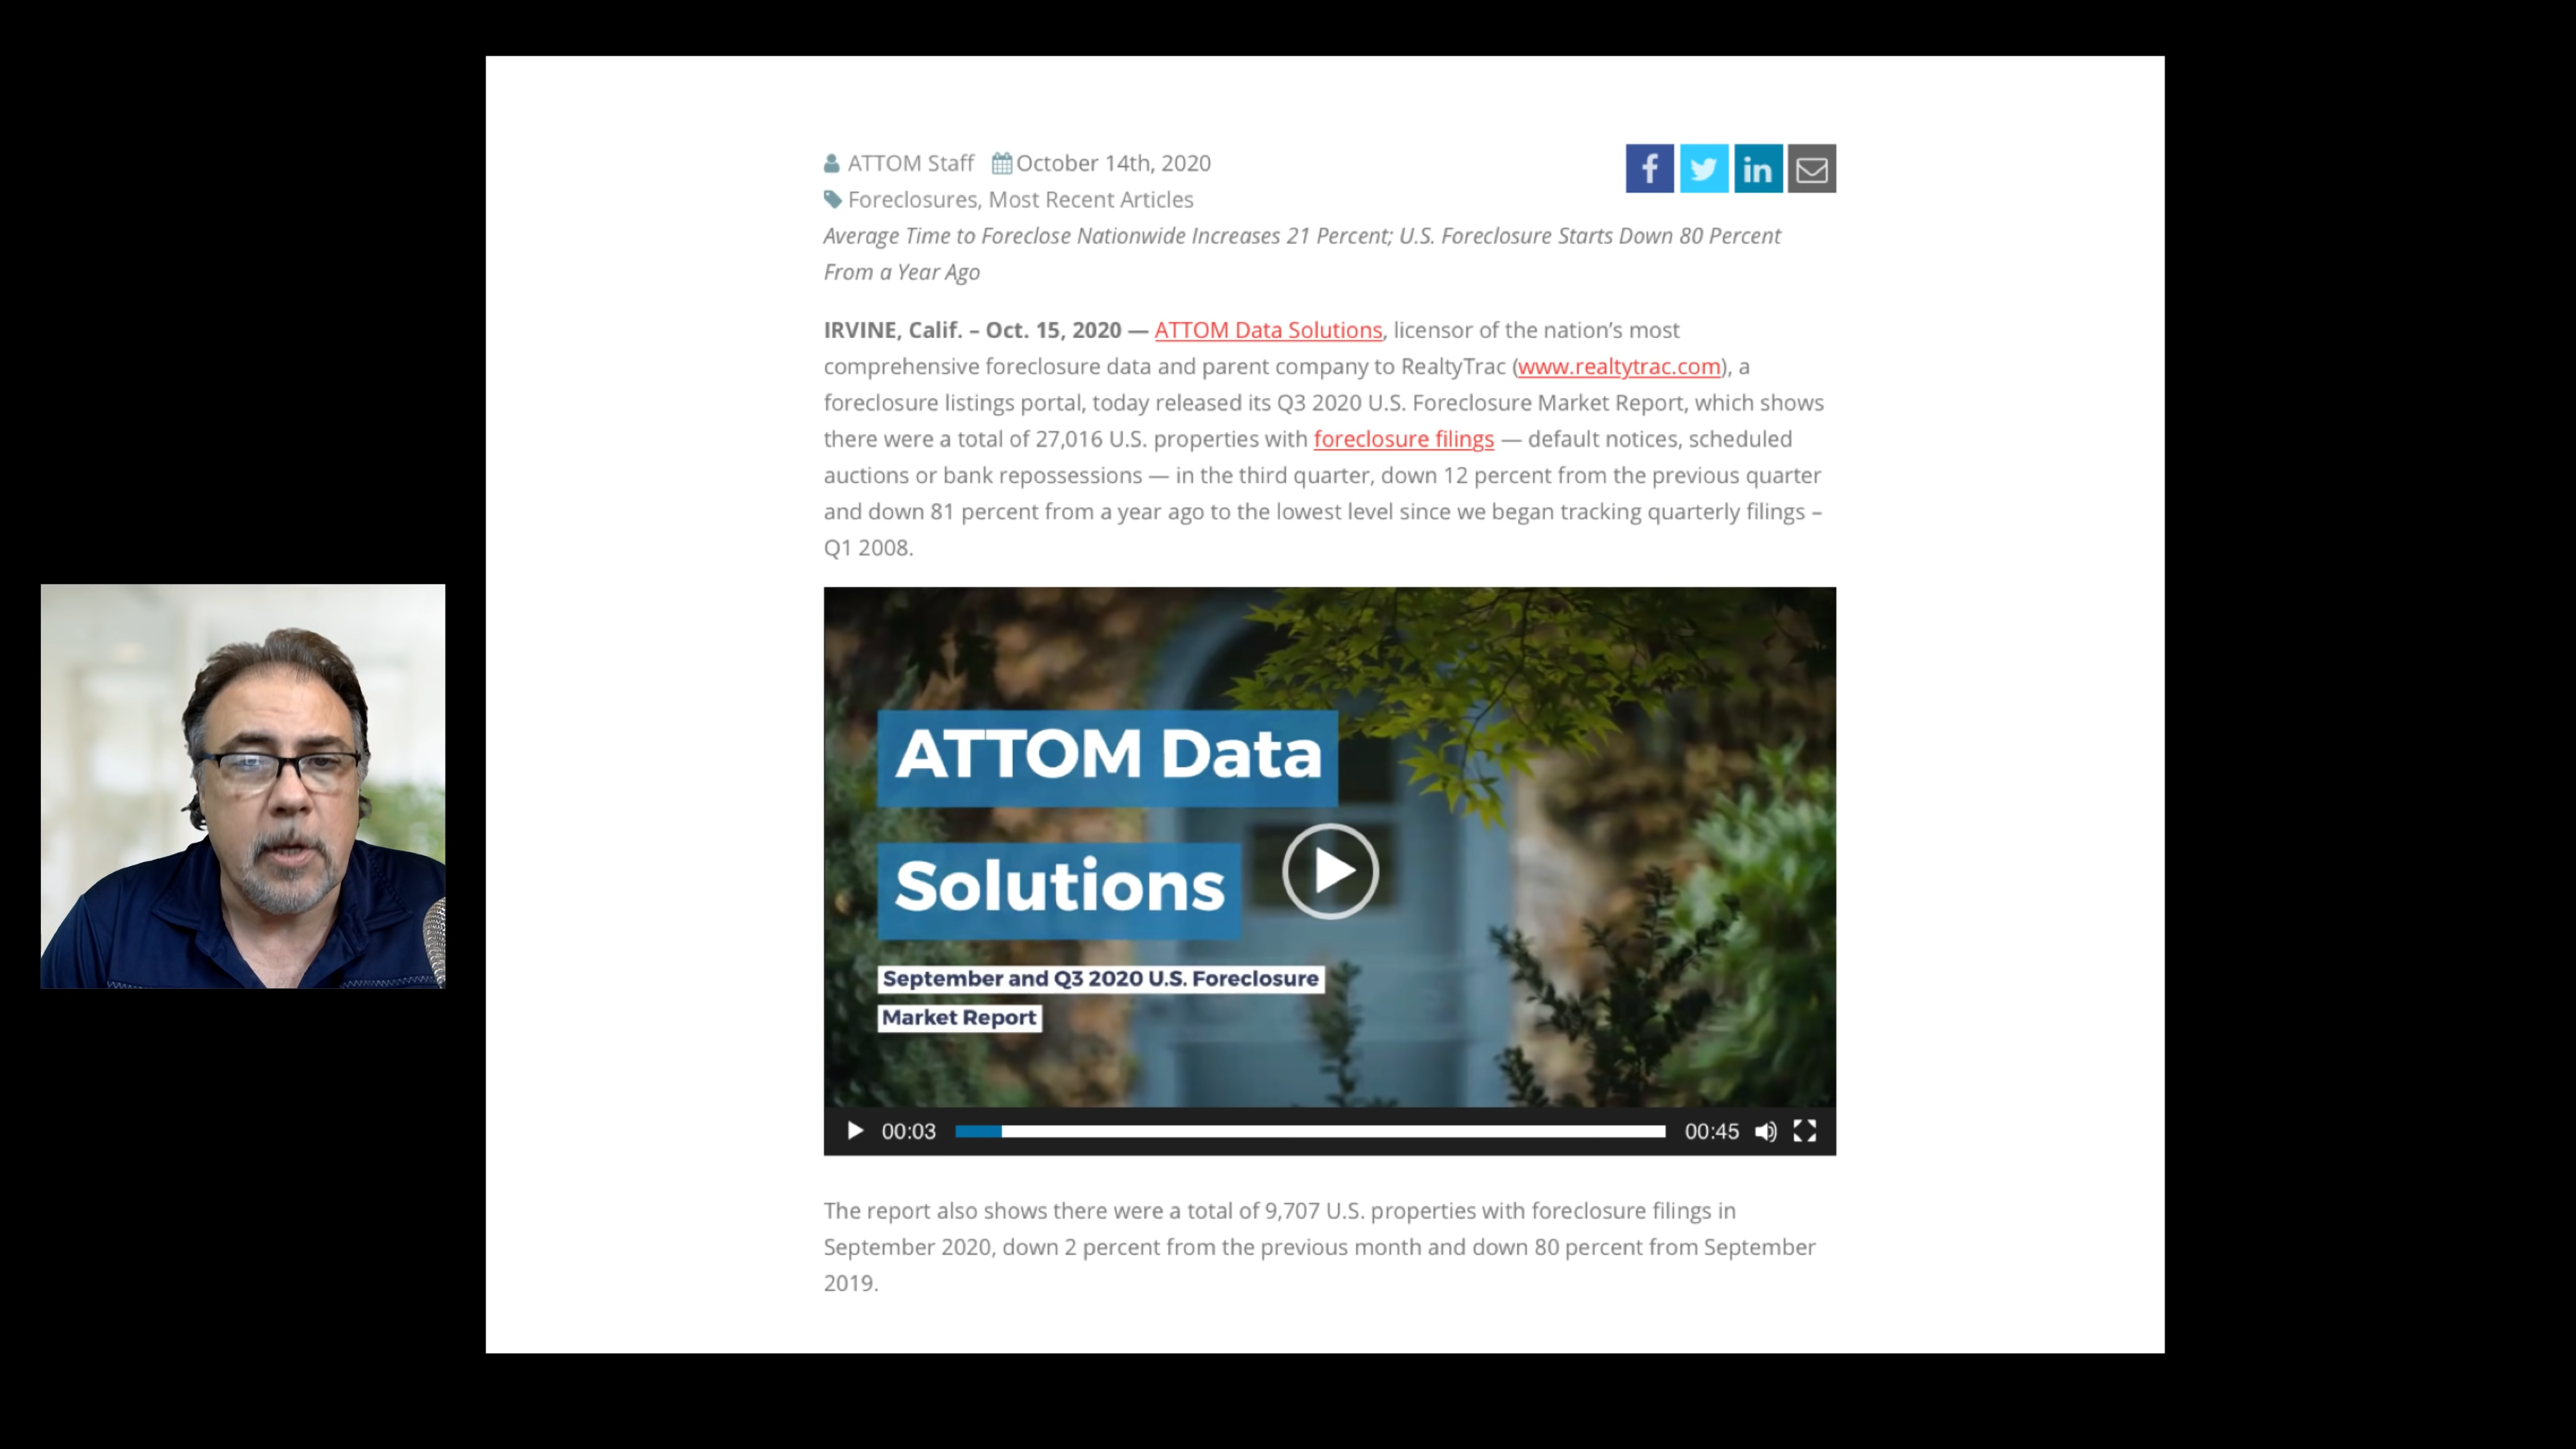 ATTOM Staff October 14th, 2020
Foreclosures, Most Recent Articles
Average Time to Foreclose Nationwide Increases 21 Percent; U.S. Foreclosure Starts Down 80 Percent
From a Year Ago
IRVINE, Calif. – Oct. 15, 2020 — ATTOM Data Solutions, licensor of the nation’s most
comprehensive foreclosure data and parent company to RealtyTrac (www.realtytrac.com), a
foreclosure listings portal, today released its Q3 2020 U.S. Foreclosure Market Report, which shows
there were a total of 27,016 U.S. properties with foreclosure filings — default notices, scheduled
auctions or bank repossessions — in the third quarter, down 12 percent from the previous quarter
and down 81 percent from a year ago to the lowest level since we began tracking quarterly filings –
Q1 2008.
ATTOM Data
Solutions
September and Q3 2020 U.S. Foreclosure
Market Report
00:03 00:45
The report also shows there were a total of 9,707 U.S. properties with foreclosure filings in
September 2020, down 2 percent from the previous month and down 80 percent from September
2019.